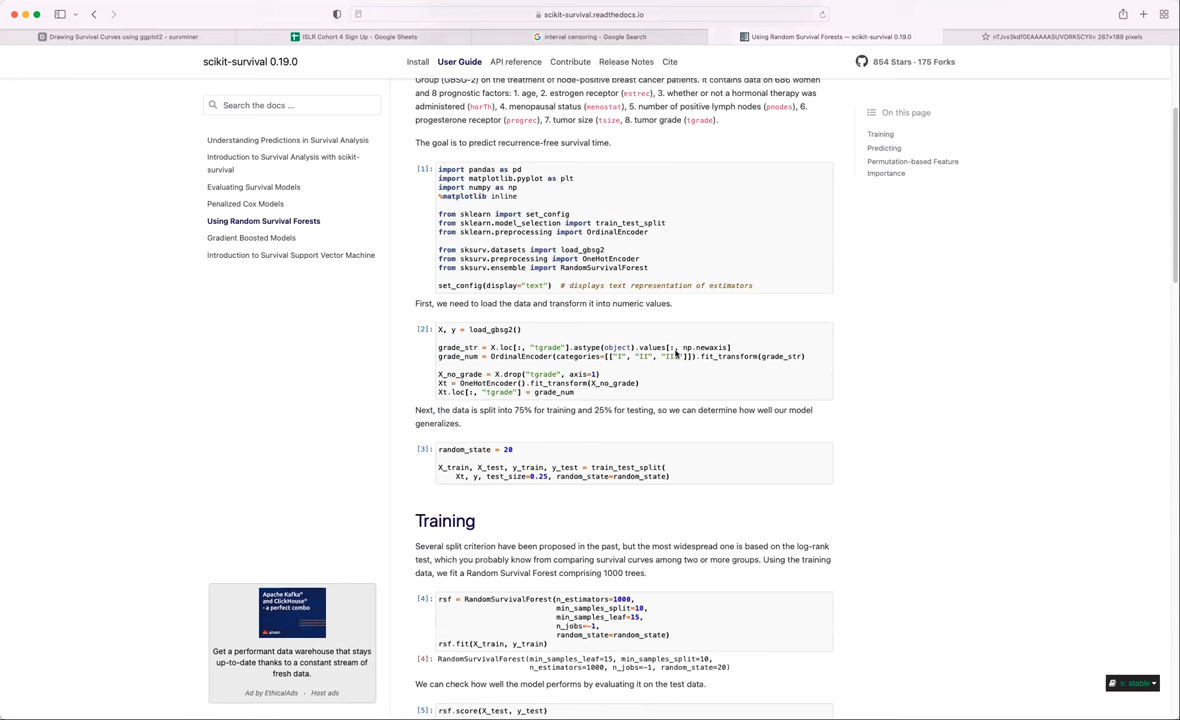 scikit-survival.readthedocs.io
Drawing Survival Curves using ggplot2 - survminer
ISLR Cohort 4 Sign Up - Google Sheets
interval censoring - Google Search
Using Random Survival Forests — scikit-survival 0.19.0
scikit-survival 0.19.0
Install User Guide API reference Contribute Release Notes Cite
854 Stars · 175 Forks
Search the docs ...
Understanding Predictions in Survival Analysis
Introduction to Survival Analysis with scikit-
survival
Evaluating Survival Models
Penalized Cox Models
Using Random Survival Forests
Gradient Boosted Models
Introduction to Survival Support Vector Machine
Group (GBSG-2) on the treatment of node-positive breast cancer patients. It contains data on 686 women
and 8 prognostic factors: 1. age, 2. estrogen receptor (estrec), 3. whether or not a hormonal therapy was
administered (horTh), 4. menopausal status (menostat), 5. number of positive lymph nodes (pnodes), 6.
progesterone receptor (progrec), 7. tumor size (tsize, 8. tumor grade (tgrade).
The goal is to predict recurrence-free survival time.
[1]: import pandas as pd
import matplotlib.pyplot as plt
import numpy as np
%matplotlib inline
from sklearn import set_config
from sklearn.model_selection import train_test_split
from sklearn.preprocessing import OrdinalEncoder
from sksurv.datasets import load_gbsg2
from sksurv.preprocessing import OneHotEncoder
from sksurv.ensemble import RandomSurvivalForest
set_config(display="text") # displays text representation of estimators
First, we need to load the data and transform it into numeric values.
[2]: X, y = load_gbsg2()
grade_str = X.loc[:, "tgrade"].astype(object).values[:, np.newaxis]
grade_num = OrdinalEncoder(categories=[["I", "II", "III"]]).fit_transform(grade_str)
X_no_grade = X.drop("tgrade", axis=1)
Xt = OneHotEncoder().fit_transform(X_no_grade)
Xt.loc[:, "tgrade"] = grade_num
Next, the data is split into 75% for training and 25% for testing, so we can determine how well our model
generalizes.
[3]: random_state = 20
X_train, X_test, y_train, y_test = train_test_split(
Xt, y, test_size=0.25, random_state=random_state)
Training
Several split criterion have been proposed in the past, but the most widespread one is based on the log-rank
test, which you probably know from comparing survival curves among two or more groups. Using the training
data, we fit a Random Survival Forest comprising 1000 trees.
[4]: rsf = RandomSurvivalForest(n_estimators=1000,
min_samples_split=10,
min_samples_leaf=15,
n_jobs=-1,
random_state=random_state)
rsf.fit(X_train, y_train)
[4]: RandomSurvivalForest(min_samples_leaf=15, min_samples_split=10,
n_estimators=1000, n_jobs=-1, random_state=20)
We can check how well the model performs by evaluating it on the test data.
[5]: rsf.score(X_test, y_test)
On this page
Training
Predicting
Permutation-based Feature
Importance
Apache Kafka®
and ClickHouse®
- a perfect combo
aiven
Get a performant data warehouse that stays
up-to-date thanks to a constant stream of
fresh data.
Ad by EthicalAds · Host ads
v: stable